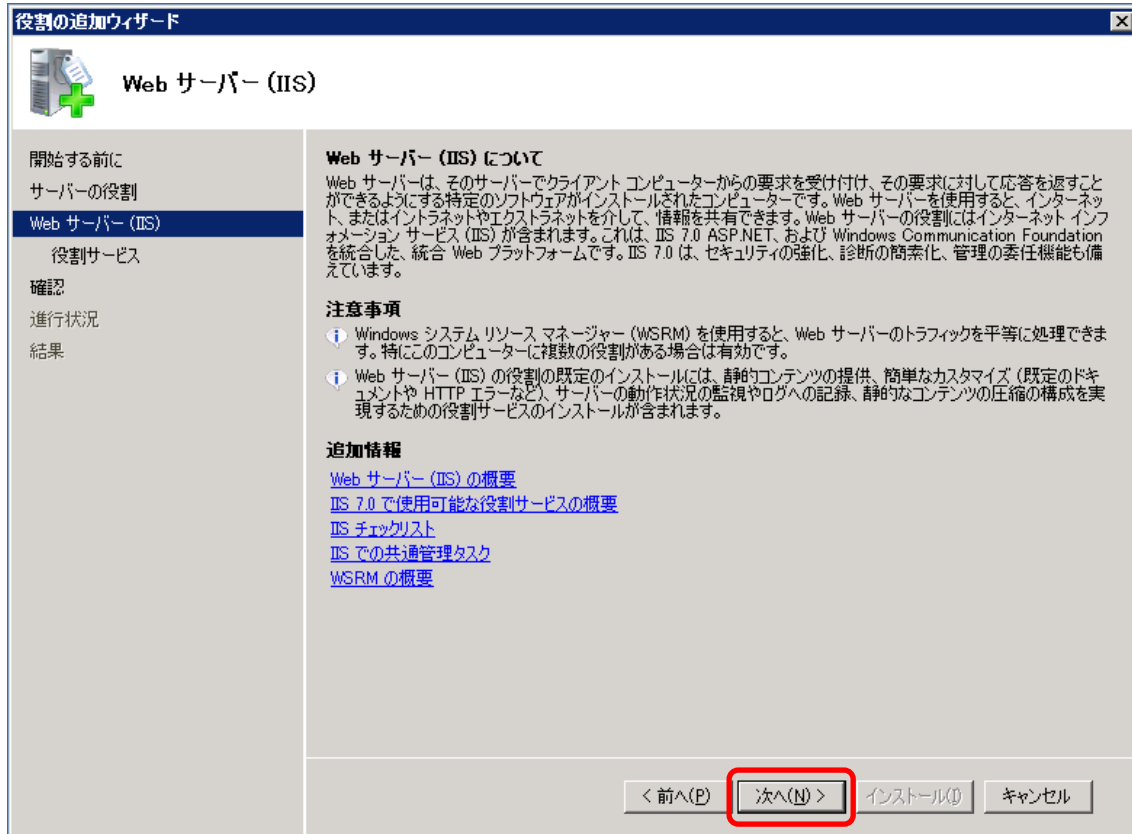 役割の追加ウィザード
Web サーバー (IIS)
開始する前に
サーバーの役割
Web サーバー (IIS)
役割サービス
確認
進行状況
結果
Web サーバー (IIS) について
Web サーバーは、そのサーバーでクライアント コンピューターからの要求を受け付け、その要求に対して応答を返すこと
ができるようにする特定のソフトウェアがインストールされたコンピューターです。Web サーバーを使用すると、インターネッ
ト、またはイントラネットやエクストラネットを介して、情報を共有できます。Web サーバーの役割にはインターネット インフ
ォメーション サービス (IIS) が含まれます。これは、IIS 7.0 ASP.NET、および Windows Communication Foundation
を統合した、統合 Web プラットフォームです。IIS 7.0 は、セキュリティの強化、診断の簡素化、管理の委任機能も備
えています。
注意事項
Windows システム リソース マネージャー (WSRM) を使用すると、Web サーバーのトラフィックを平等に処理できま
す。特にこのコンピューターに複数の役割がある場合は有効です。
Web サーバー (IIS) の役割の既定のインストールには、静的コンテンツの提供、簡単なカスタマイズ (既定のドキ
ュメントや HTTP エラーなど)、サーバーの動作状況の監視やログへの記録、静的なコンテンツの圧縮の構成を実
現するための役割サービスのインストールが含まれます。
追加情報
Web サーバー (IIS) の概要
IIS 7.0 で使用可能な役割サービスの概要
IIS チェックリスト
IIS での共通管理タスク
WSRM の概要
< 前へ(P) 次へ(N) > インストール(I) キャンセル